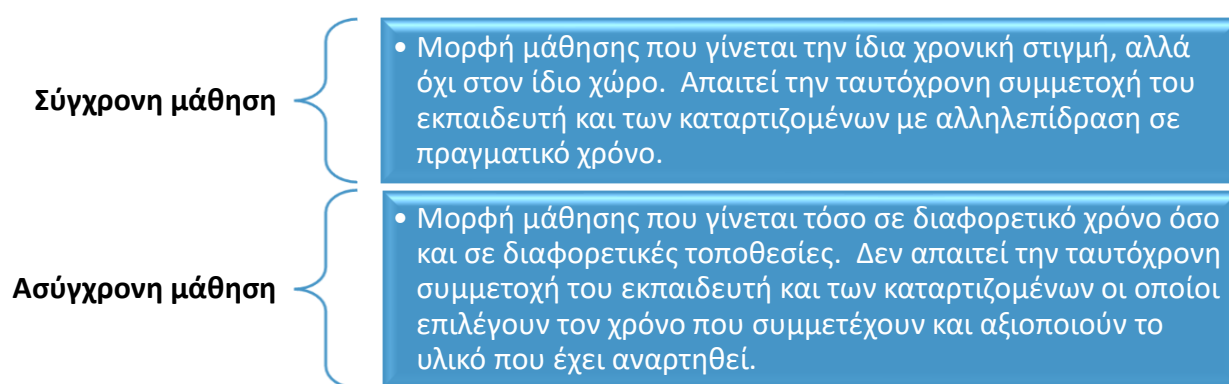 Σύγχρονη μάθηση
• Μορφή μάθησης που γίνεται την ίδια χρονική στιγμή, αλλά
όχι στον ίδιο χώρο.  Απαιτεί την ταυτόχρονη συμμετοχή του
εκπαιδευτή και των καταρτιζομένων με αλληλεπίδραση σε
πραγματικό χρόνο.
Ασύγχρονη μάθηση
• Μορφή μάθησης που γίνεται τόσο σε διαφορετικό χρόνο όσο
και σε διαφορετικές τοποθεσίες.  Δεν απαιτεί την ταυτόχρονη
συμμετοχή του εκπαιδευτή και των καταρτιζομένων οι οποίοι
επιλέγουν τον χρόνο που συμμετέχουν και αξιοποιούν το
υλικό που έχει αναρτηθεί.